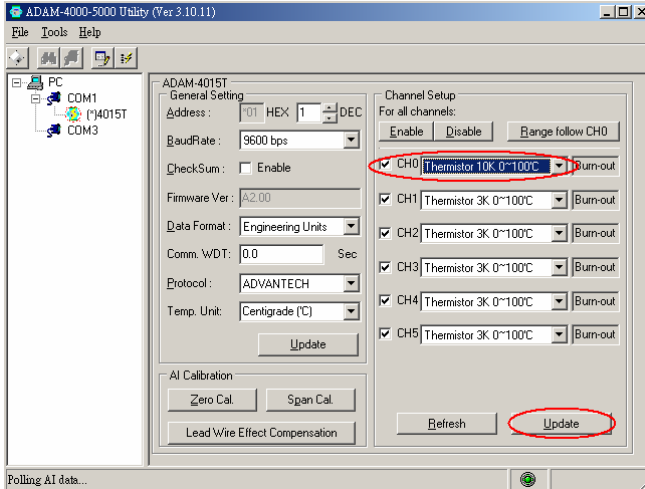 ADAM-4000-5000 Utility (Ver 3.10.11)
File Tools Help
PC
COM1
(*)4015T
COM3
ADAM-4015T
General Setting
Address : *01 HEX 1 DEC
BaudRate : 9600 bps
CheckSum : Enable
Firmware Ver : A2.00
Data Format : Engineering Units
Comm. WDT: 0.0 Sec
Protocol : ADVANTECH
Temp. Unit: Centigrade (℃)
Update
AI Calibration
Zero Cal. Span Cal.
Lead Wire Effect Compensation
Channel Setup
For all channels:
Enable Disable Range follow CH0
CH0 Thermistor 10K 0~100℃ Burn-out
CH1 Thermistor 3K 0~100℃ Burn-out
CH2 Thermistor 3K 0~100℃ Burn-out
CH3 Thermistor 3K 0~100℃ Burn-out
CH4 Thermistor 3K 0~100℃ Burn-out
CH5 Thermistor 3K 0~100℃ Burn-out
Refresh Update
Polling AI data...